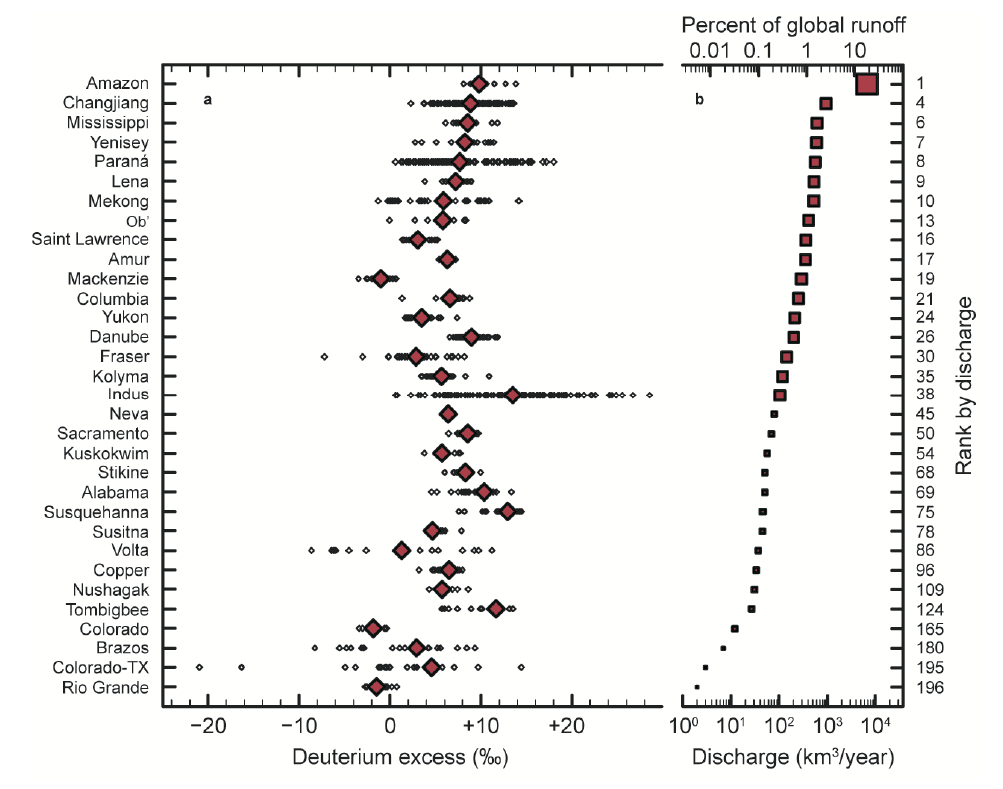 Percent of global runoff
0.01 0.1 1 10
a
b
Amazon 1
Changjiang 4
Mississippi 6
Yenisey 7
Paraná 8
Lena 9
Mekong 10
Ob' 13
Saint Lawrence 16
Amur 17
Mackenzie 19
Columbia 21
Yukon 24
Danube 26
Fraser 30
Kolyma 35
Indus 38
Neva 45
Sacramento 50
Kuskokwim 54
Stikine 68
Alabama 69
Susquehanna 75
Susitna 78
Volta 86
Copper 96
Nushagak 109
Tombigbee 124
Colorado 165
Brazos 180
Colorado-TX 195
Rio Grande 196
Rank by discharge
−20 −10 0 +10 +20
10⁰ 10¹ 10² 10³ 10⁴
Deuterium excess (‰)
Discharge (km³/year)